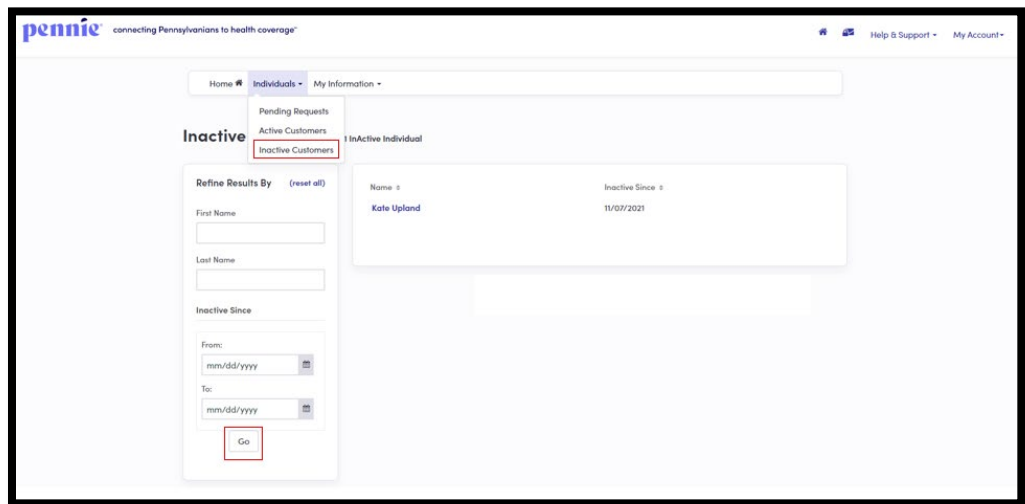 pennie connecting Pennsylvanians to health coverage"
Help & Support My Account
Home Individuals My Information
Pending Requests
Active Customers
Inactive Customers
Inactive InActive Individual
Refine Results By (reset all)
First Name
Last Name
Inactive Since
From:
mm/dd/yyyy
To:
mm/dd/yyyy
Go
Name Inactive Since
Kate Upland 11/07/2021